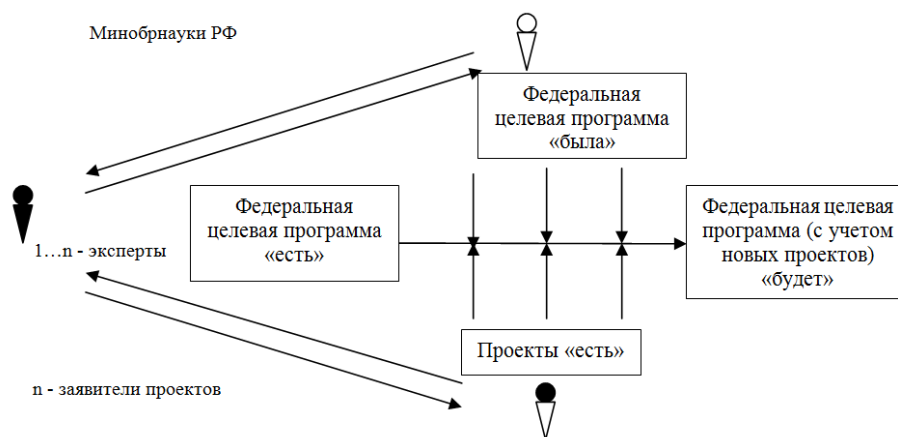 Минобрнауки РФ
Федеральная
целевая программа
«была»
Федеральная
целевая программа
«есть»
Федеральная целевая
программа (с учетом
новых проектов)
«будет»
1…n - эксперты
Проекты «есть»
n - заявители проектов